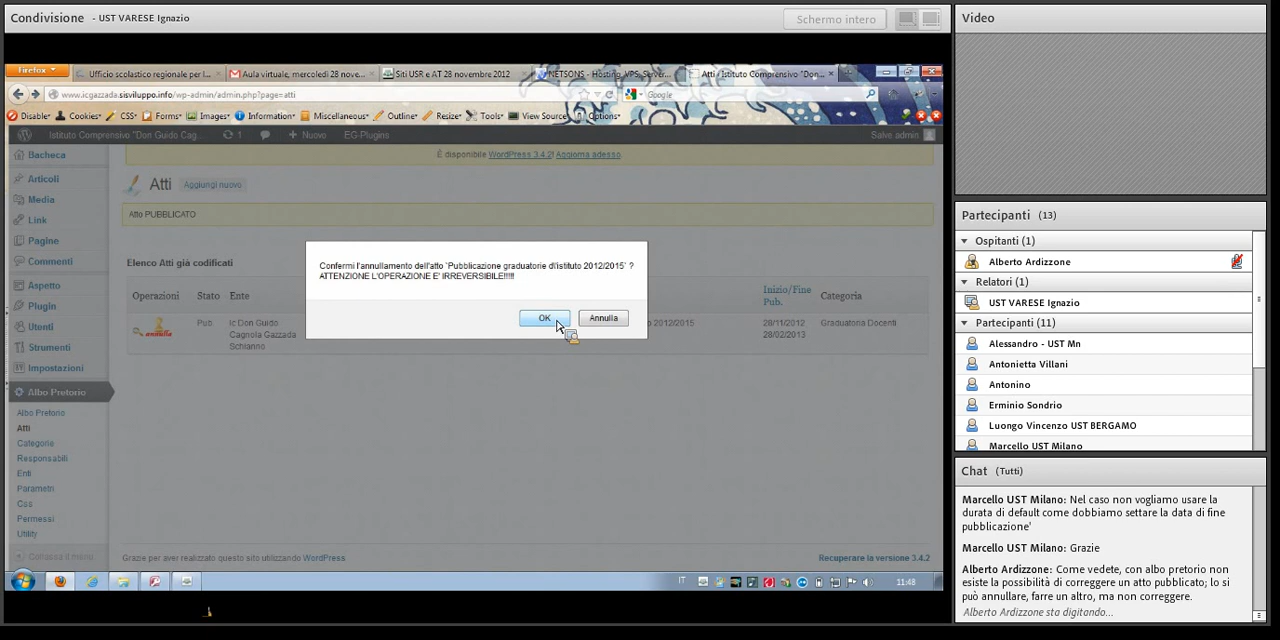 Condivisione - UST VARESE Ignazio
Schermo intero
Firefox
Ufficio scolastico regionale per l...
Aula virtuale, mercoledì 28 nove...
Siti USR e AT 28 novembre 2012
NETSONS - Hosting, VPS, Server...
Atti ‹ Istituto Comprensivo "Don...
www.icgazzada.sisviluppo.info/wp-admin/admin.php?page=atti
Google
Disable Cookies CSS Forms Images Information Miscellaneous Outline Resize Tools View Source Options
Istituto Comprensivo "Don Guido Cag...
1
Nuovo
EG-Plugins
Salve admin
È disponibile WordPress 3.4.2! Aggiorna adesso.
Bacheca
Articoli
Media
Link
Pagine
Commenti
Aspetto
Plugin
Utenti
Strumenti
Impostazioni
Albo Pretorio
Albo Pretorio
Atti
Categorie
Responsabili
Enti
Parametri
Css
Permessi
Utility
Collassa il menu
Atti Aggiungi nuovo
Atto PUBBLICATO
Elenco Atti già codificati
Operazioni Stato Ente
Inizio/Fine Pub. Categoria
annulla
Pub.
Ic Don Guido
Cagnola Gazzada
Schianno
o 2012/2015
28/11/2012
28/02/2013
Graduatoria Docenti
Confermi l'annullamento dell'atto `Pubblicazione graduatorie d\'istituto 2012/2015` ?
ATTENZIONE L'OPERAZIONE E' IRREVERSIBILE!!!!!
OK
Annulla
Grazie per aver realizzato questo sito utilizzando WordPress.
Recuperare la versione 3.4.2
IT
11:48
Video
Partecipanti (13)
Ospitanti (1)
Alberto Ardizzone
Relatori (1)
UST VARESE Ignazio
Partecipanti (11)
Alessandro - UST Mn
Antonietta Villani
Antonino
Erminio Sondrio
Luongo Vincenzo UST BERGAMO
Marcello UST Milano
Chat (Tutti)
Marcello UST Milano: Nel caso non vogliamo usare la
durata di default come dobbiamo settare la data di fine
pubblicazione'
Marcello UST Milano: Grazie
Alberto Ardizzone: Come vedete, con albo pretorio non
esiste la possibilità di correggere un atto pubblicato; lo si
può annullare, farre un altro, ma non correggere.
Alberto Ardizzone sta digitando...